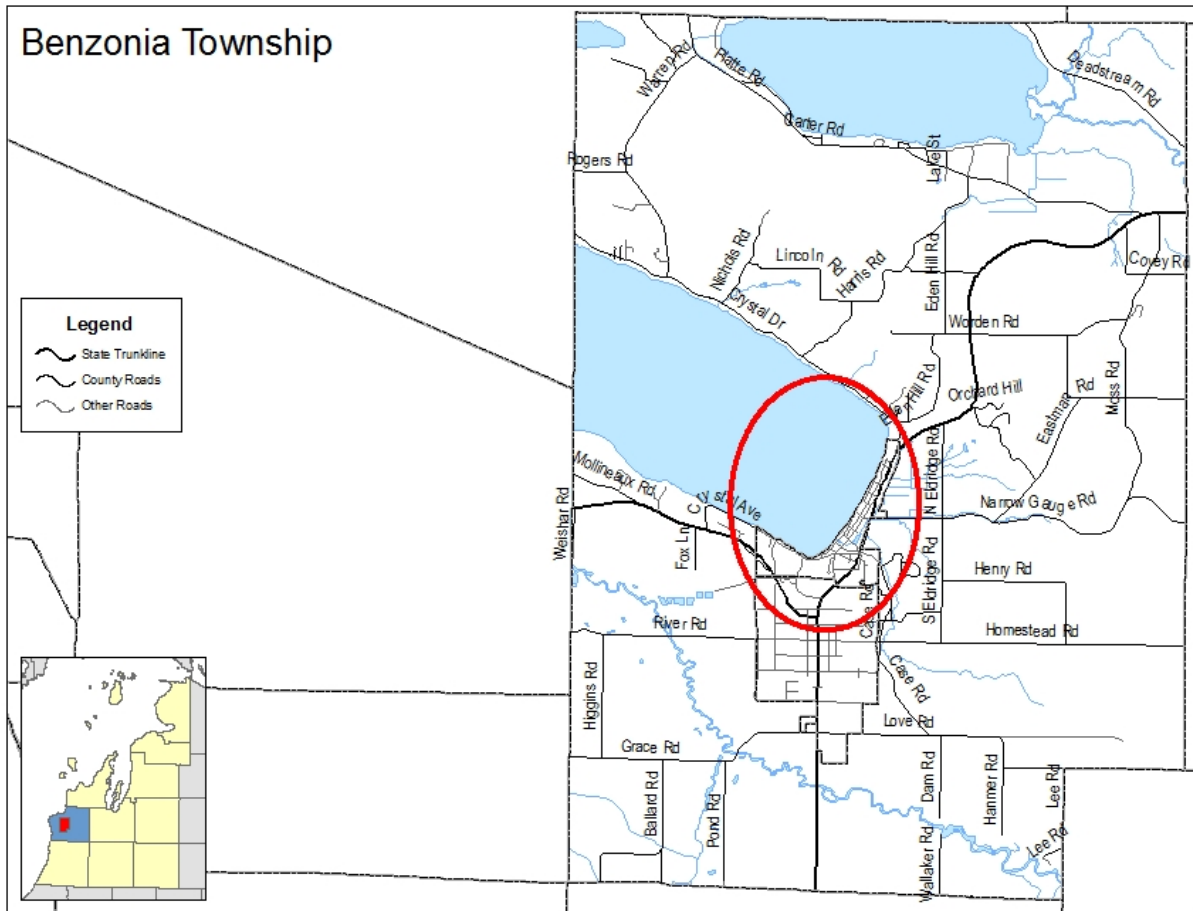 Benzonia Township
Platte Rd
Warren Rd
Deadstream Rd
Carter Rd
Lake St
Rogers Rd
Nichols Rd
Lincoln Rd
Harris Rd
Eden Hill Rd
Covey Rd
Crystal Dr
Worden Rd
Legend
State Trunkline
County Roads
Other Roads
Hill Rd
Orchard Hill
Eastman Rd
Moss Rd
N Eldridge Rd
Mollineaux Rd
Crystal Ave
Narrow Gauge Rd
Weishar Rd
Fox Ln
Henry Rd
S Eldridge Rd
Case Rd
River Rd
Homestead Rd
Case Rd
Higgins Rd
Love Rd
Grace Rd
Ballard Rd
Pond Rd
Dam Rd
Hanmer Rd
Lee Rd
Lee Rd
Wallaker Rd